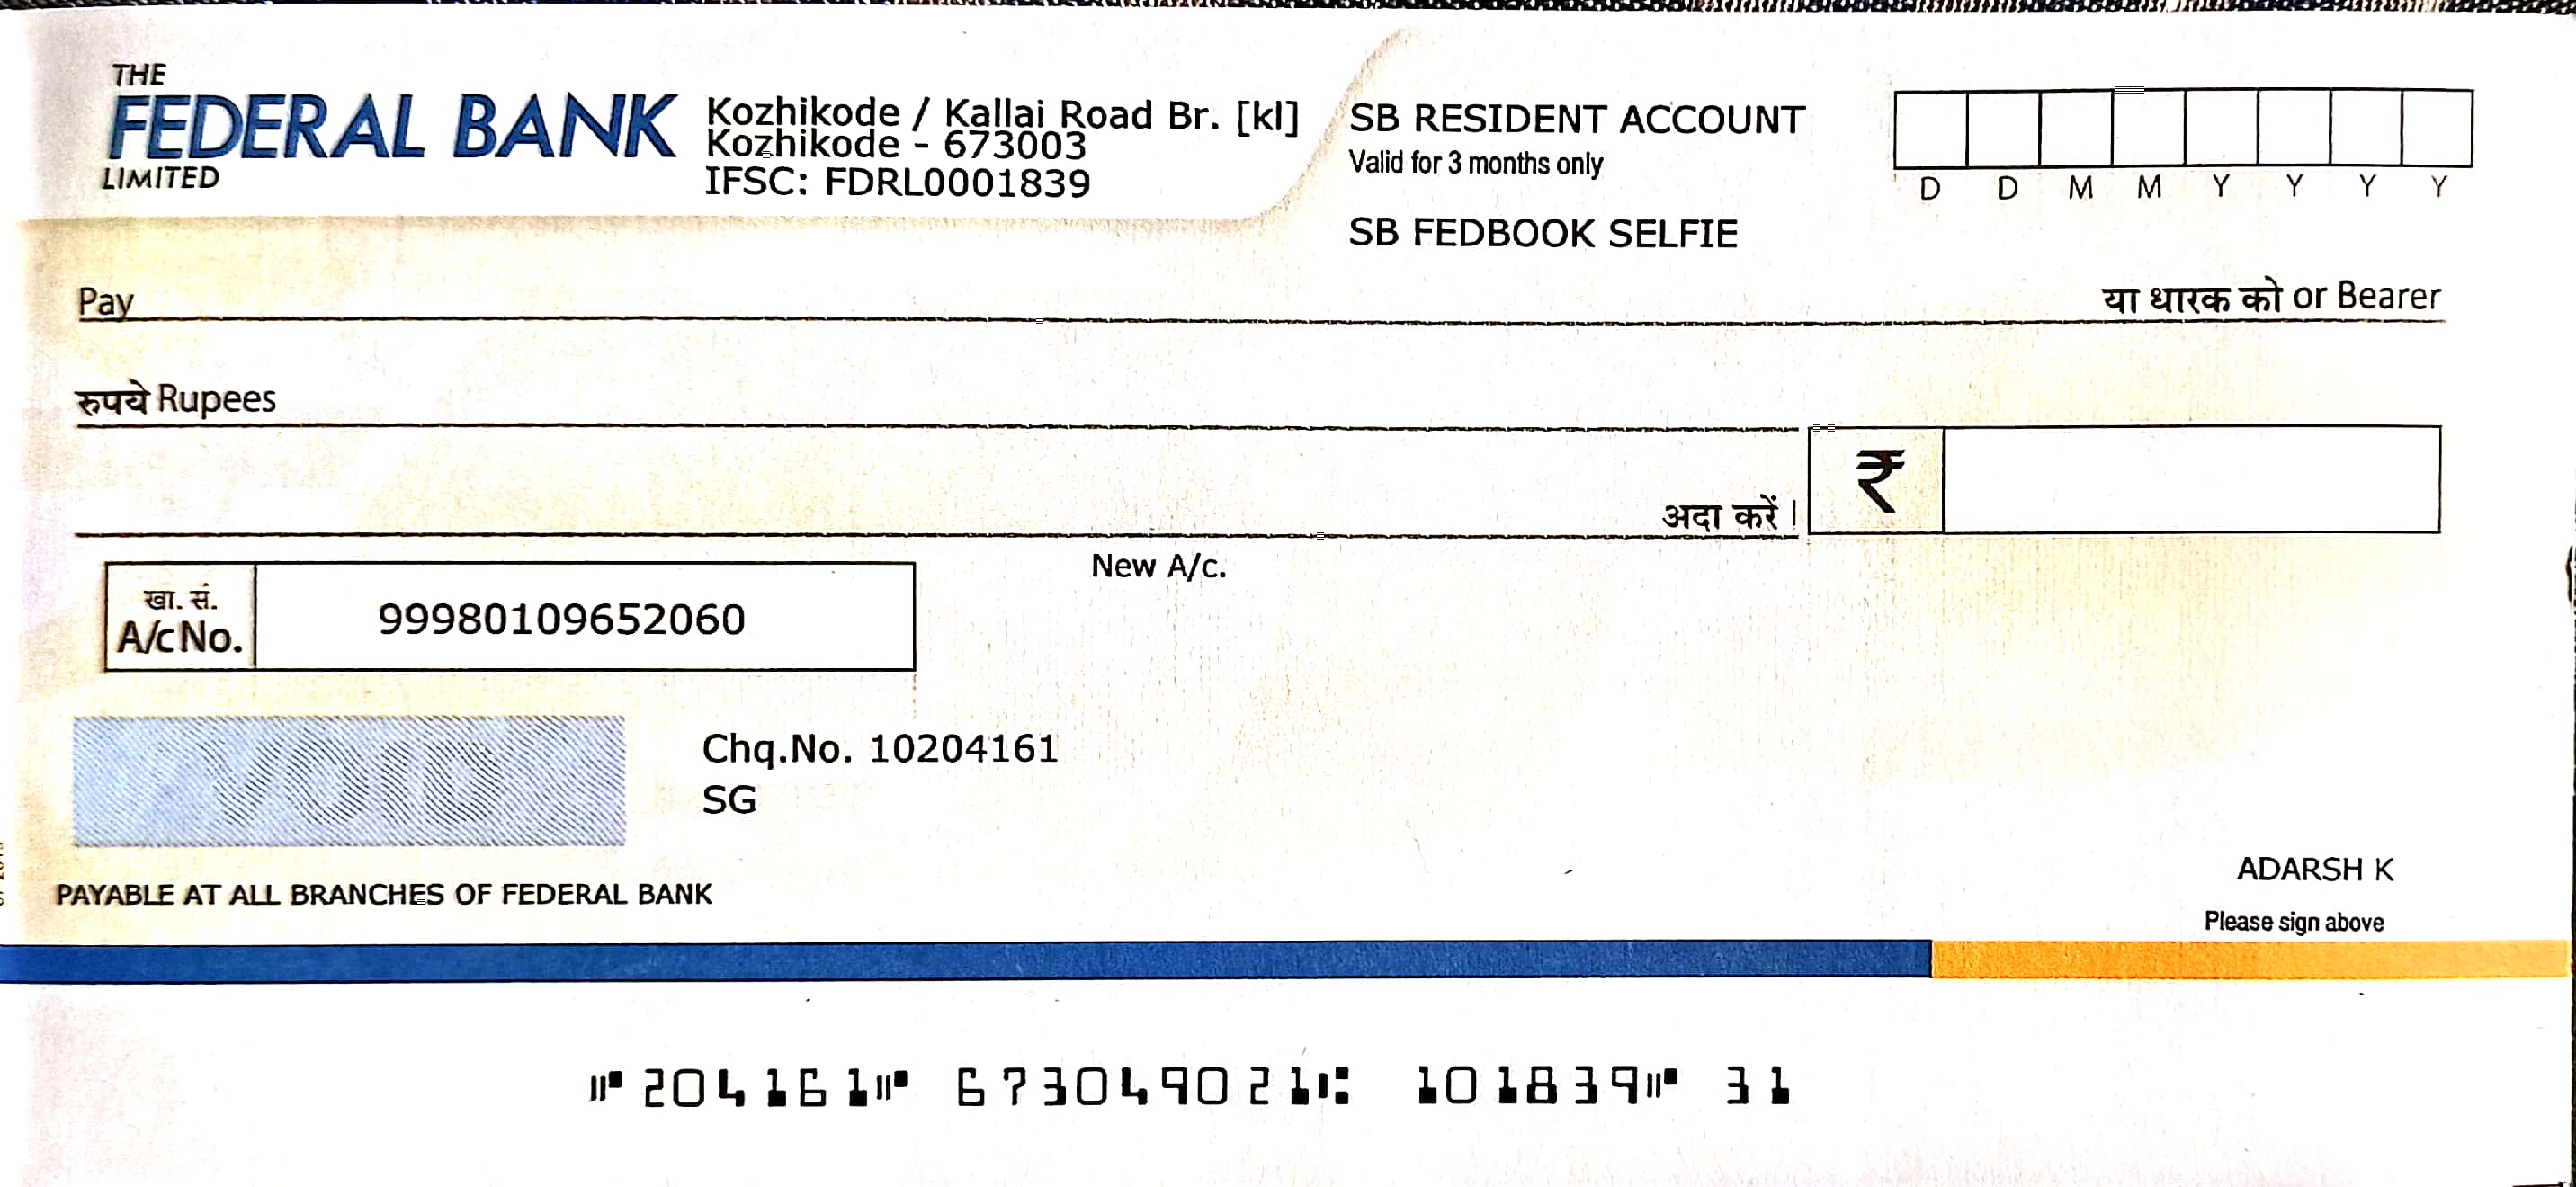 THE
FEDERAL BANK
LIMITED
Kozhikode / Kallai Road Br. [kl]
Kozhikode - 673003
IFSC: FDRL0001839
SB RESIDENT ACCOUNT
Valid for 3 months only
SB FEDBOOK SELFIE
D D M M Y Y Y Y
Pay
या धारक को or Bearer
रुपये Rupees
अदा करें।
₹
खा. सं.
A/c No.
99980109652060
New A/c.
VOID
Chq.No. 10204161
SG
ADARSH K
PAYABLE AT ALL BRANCHES OF FEDERAL BANK
Please sign above
⑈204161⑈ 673049021⑆ 101839⑈ 31